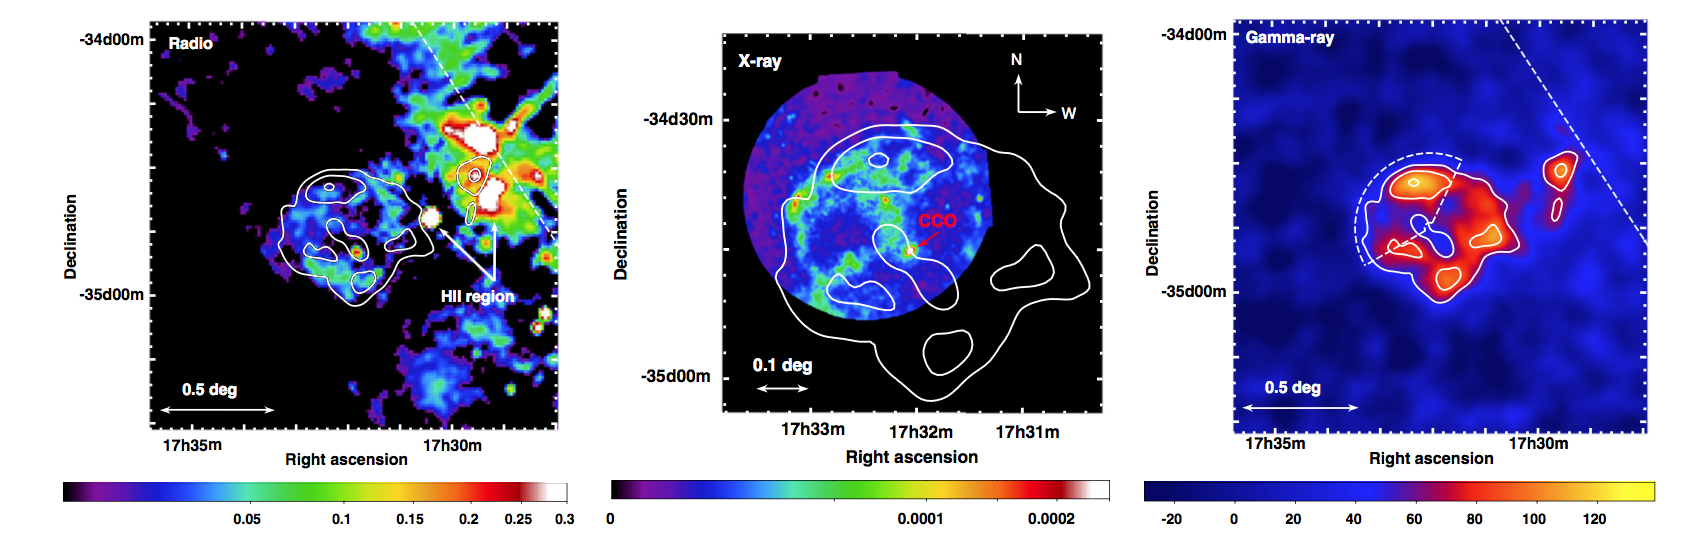 Radio
-34d00m
-35d00m
Declination
HII region
0.5 deg
17h35m 17h30m
Right ascension
0.05 0.1 0.15 0.2 0.25 0.3
X-ray
N
W
-34d30m
-35d00m
Declination
CCO
0.1 deg
17h33m 17h32m 17h31m
Right ascension
0 0.0001 0.0002
Gamma-ray
-34d00m
-35d00m
Declination
0.5 deg
17h35m 17h30m
Right ascension
-20 0 20 40 60 80 100 120